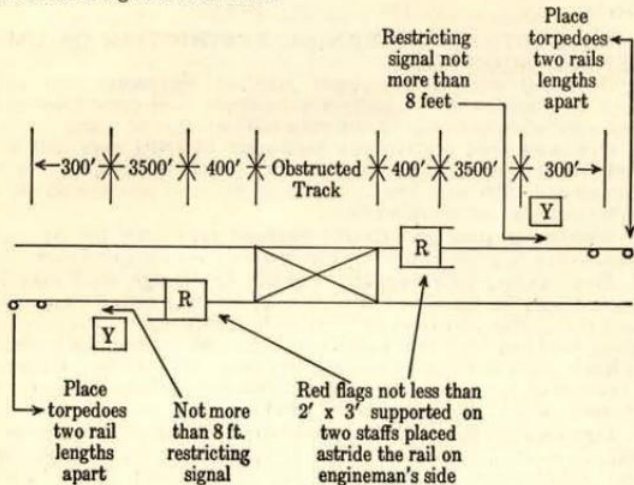 Place
torpedoes
two rails
lengths
apart
Restricting
signal not
more than
8 feet
300' 3500' 400' Obstructed Track 400' 3500' 300'
Y
R
R
Y
Place
torpedoes
two rail
lengths
apart
Not more
than 8 ft.
restricting
signal
Red flags not less than
2' x 3' supported on
two staffs placed
astride the rail on
engineman's side